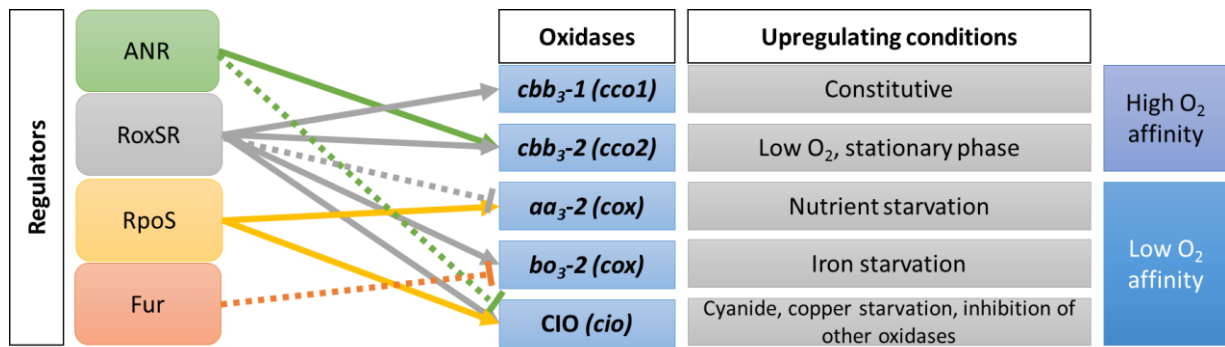 Regulators
ANR
RoxSR
RpoS
Fur
Oxidases
Upregulating conditions
cbb₃-1 (cco1)
Constitutive
cbb₃-2 (cco2)
Low O₂, stationary phase
aa₃-2 (cox)
Nutrient starvation
bo₃-2 (cox)
Iron starvation
CIO (cio)
Cyanide, copper starvation, inhibition of
other oxidases
High O₂
affinity
Low O₂
affinity